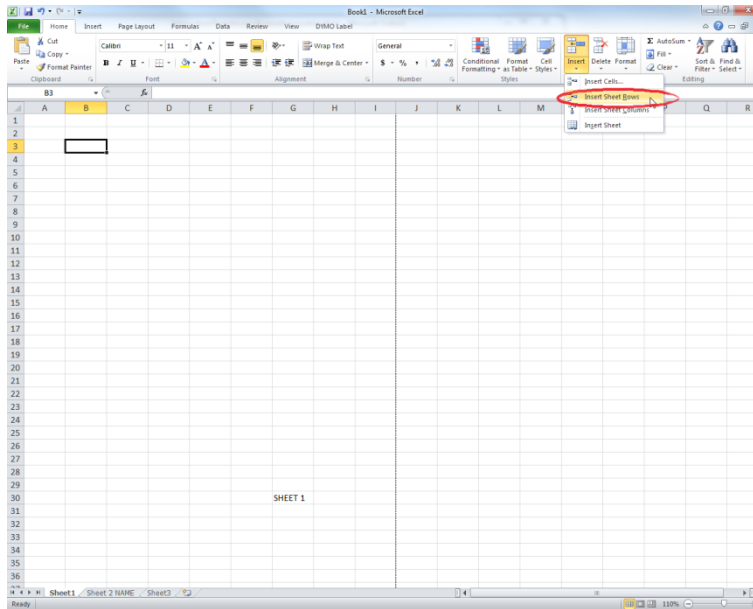 Book1 - Microsoft Excel
File Home Insert Page Layout Formulas Data Review View DYMO Label
Paste
Cut
Copy
Format Painter
Clipboard
Calibri 11 A A
B I U A
Font
Wrap Text
Merge & Center
Alignment
General
$ % ,
Number
Conditional Formatting
Format as Table
Cell Styles
Styles
Insert Delete Format
Σ AutoSum
Fill
Clear
Sort & Filter
Find & Select
Editing
Insert Cells...
Insert Sheet Rows
Insert Sheet Columns
Insert Sheet
B3 fx
A B C D E F G H I J K L M Q R
1
2
3
4
5
6
7
8
9
10
11
12
13
14
15
16
17
18
19
20
21
22
23
24
25
26
27
28
29
30 SHEET 1
31
32
33
34
35
36
Sheet1 Sheet 2 NAME Sheet3
Ready 110%